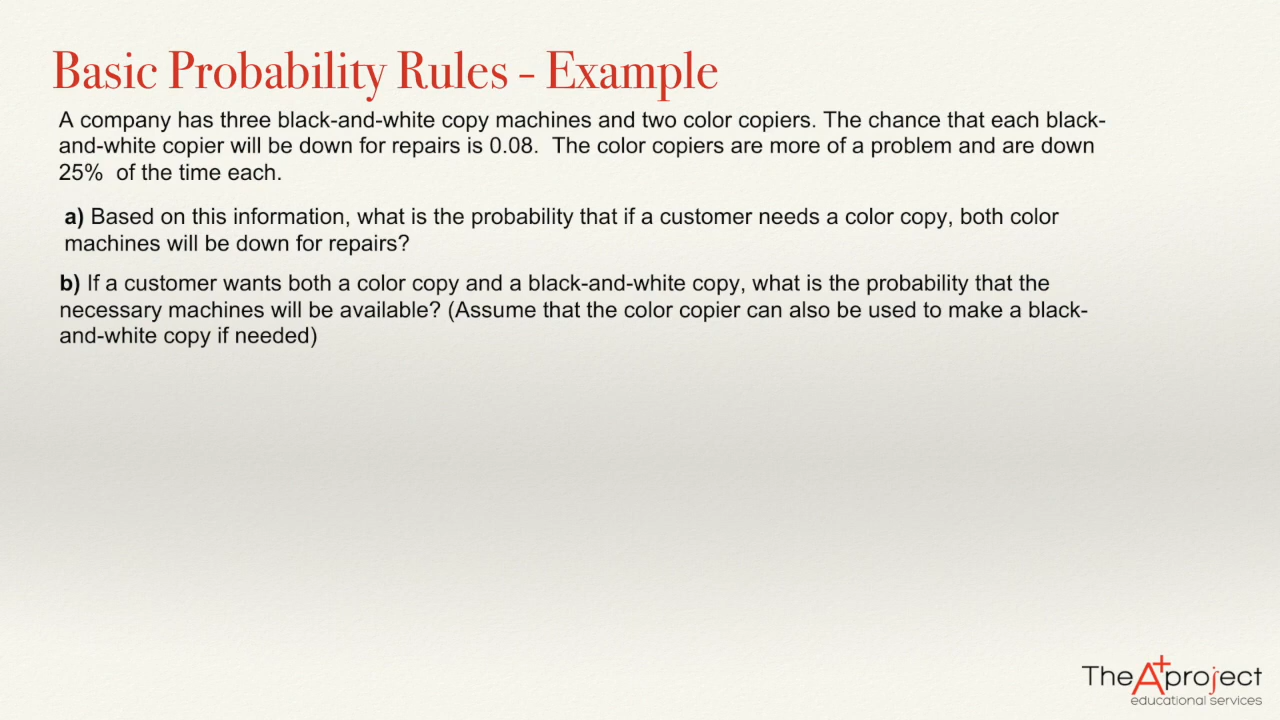 Basic Probability Rules - Example
A company has three black-and-white copy machines and two color copiers. The chance that each black-
and-white copier will be down for repairs is 0.08.  The color copiers are more of a problem and are down
25%  of the time each.
a) Based on this information, what is the probability that if a customer needs a color copy, both color
machines will be down for repairs?
b) If a customer wants both a color copy and a black-and-white copy, what is the probability that the
necessary machines will be available? (Assume that the color copier can also be used to make a black-
and-white copy if needed)
The A+ project
educational services